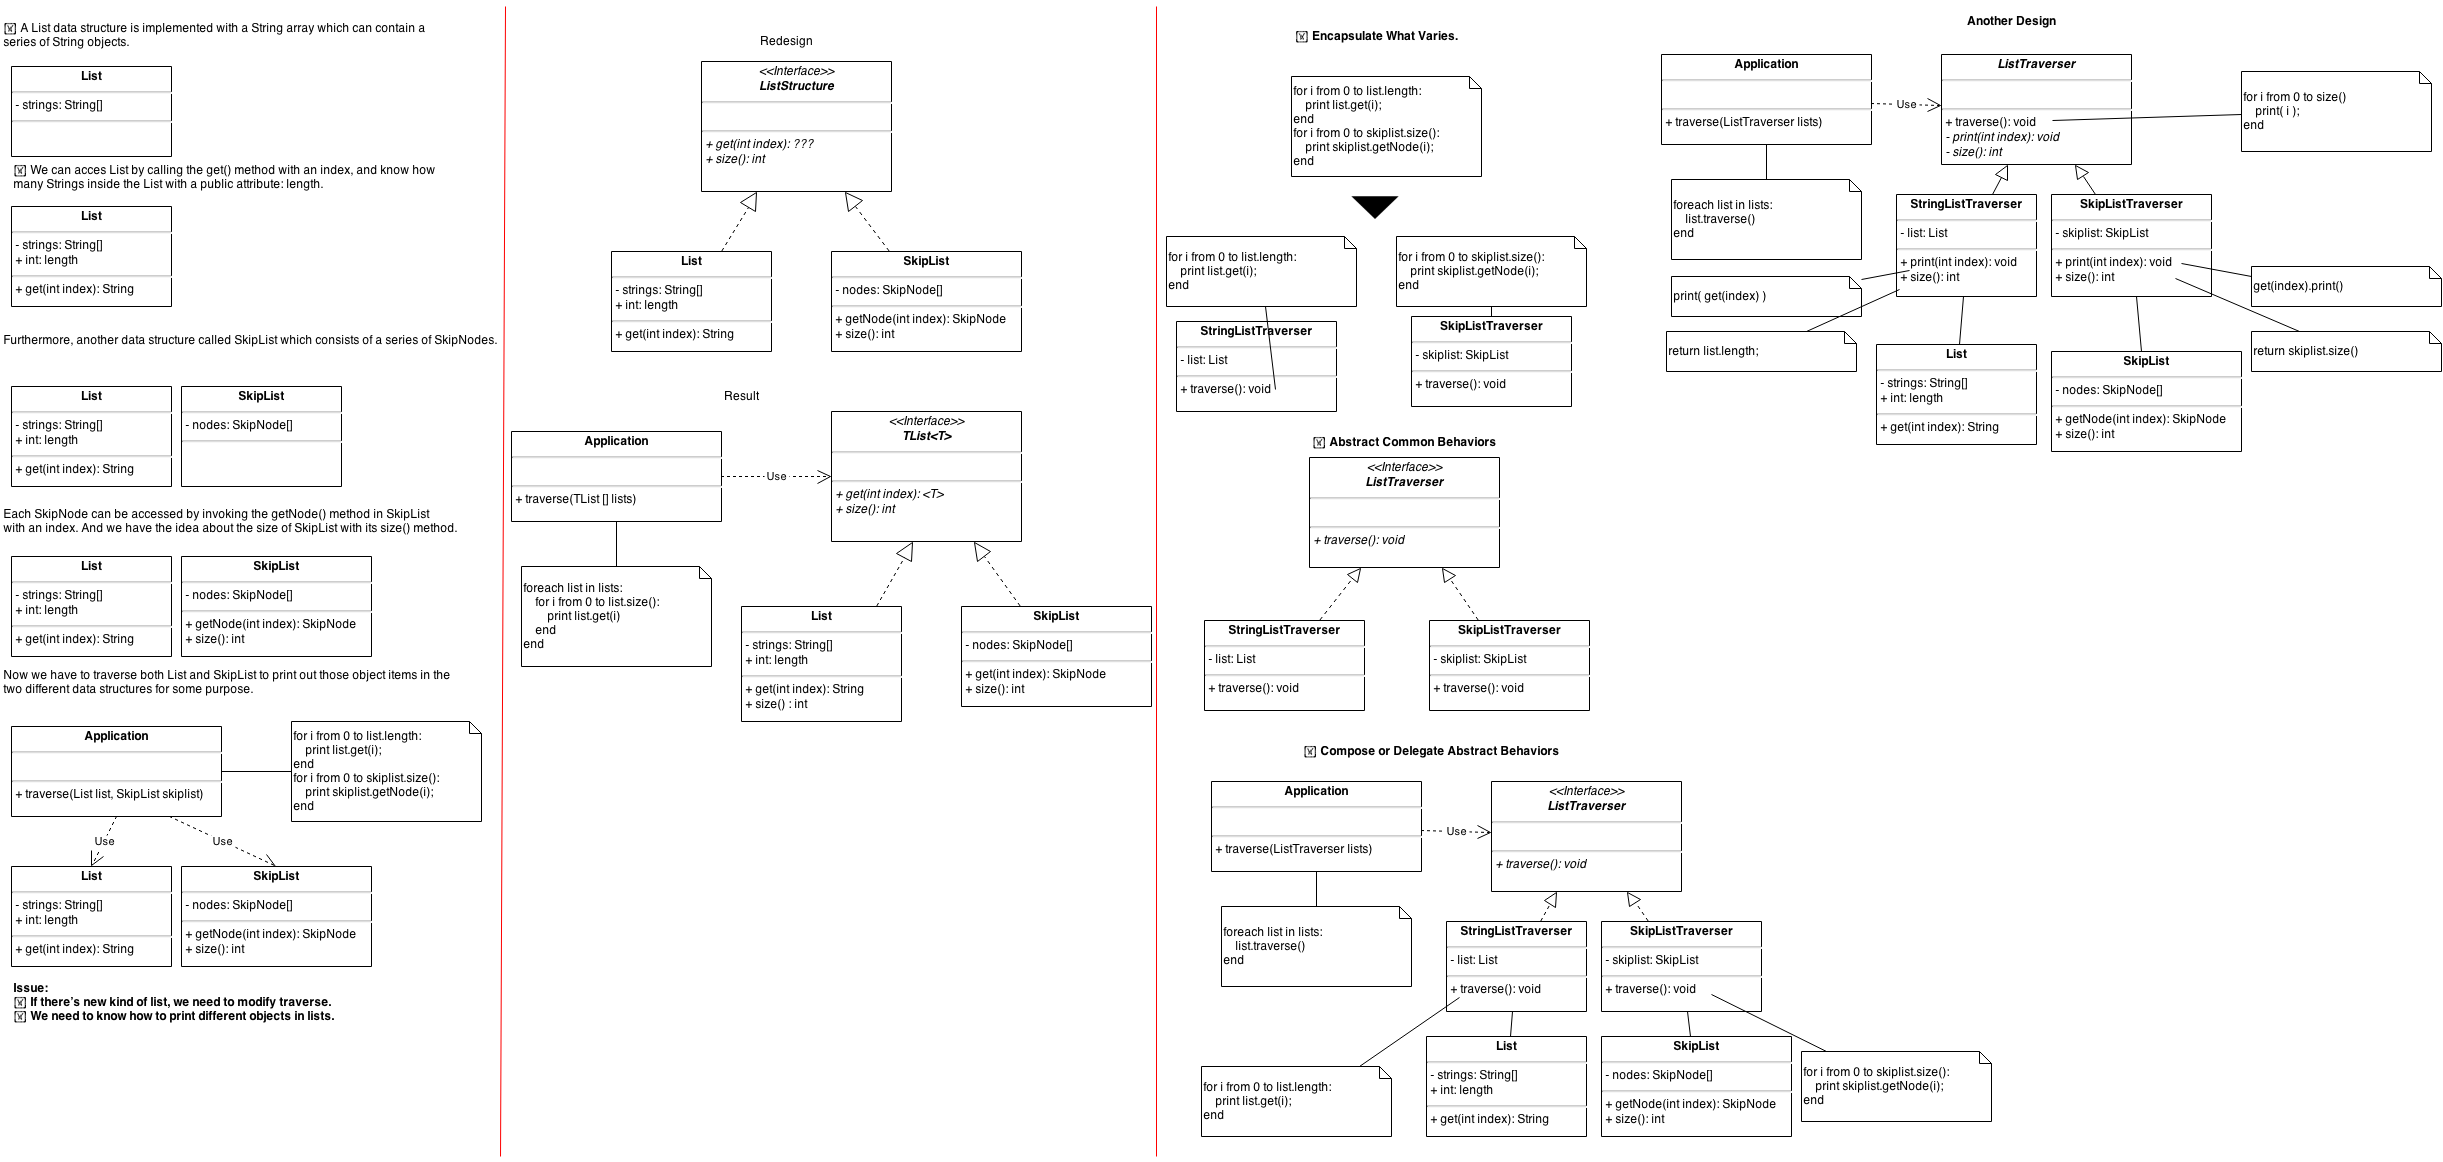 A List data structure is implemented with a String array which can contain a
series of String objects.
List
- strings: String[]
We can acces List by calling the get() method with an index, and know how
many Strings inside the List with a public attribute: length.
List
- strings: String[]
+ int: length
+ get(int index): String
Furthermore, another data structure called SkipList which consists of a series of SkipNodes.
List
- strings: String[]
+ int: length
+ get(int index): String
SkipList
- nodes: SkipNode[]
Each SkipNode can be accessed by invoking the getNode() method in SkipList
with an index. And we have the idea about the size of SkipList with its size() method.
List
- strings: String[]
+ int: length
+ get(int index): String
SkipList
- nodes: SkipNode[]
+ getNode(int index): SkipNode
+ size(): int
Now we have to traverse both List and SkipList to print out those object items in the
two different data structures for some purpose.
Application
+ traverse(List list, SkipList skiplist)
for i from 0 to list.length:
print list.get(i);
end
for i from 0 to skiplist.size():
print skiplist.getNode(i);
end
Use
Use
List
- strings: String[]
+ int: length
+ get(int index): String
SkipList
- nodes: SkipNode[]
+ getNode(int index): SkipNode
+ size(): int
Issue:
If there's new kind of list, we need to modify traverse.
We need to know how to print different objects in lists.
Redesign
<<Interface>>
ListStructure
+ get(int index): ???
+ size(): int
List
- strings: String[]
+ int: length
+ get(int index): String
SkipList
- nodes: SkipNode[]
+ getNode(int index): SkipNode
+ size(): int
Result
Application
+ traverse(TList [] lists)
Use
<<Interface>>
TList<T>
+ get(int index): <T>
+ size(): int
foreach list in lists:
for i from 0 to list.size():
print list.get(i)
end
end
List
- strings: String[]
+ int: length
+ get(int index): String
+ size() : int
SkipList
- nodes: SkipNode[]
+ get(int index): SkipNode
+ size(): int
Encapsulate What Varies.
for i from 0 to list.length:
print list.get(i);
end
for i from 0 to skiplist.size():
print skiplist.getNode(i);
end
for i from 0 to list.length:
print list.get(i);
end
for i from 0 to skiplist.size():
print skiplist.getNode(i);
end
StringListTraverser
- list: List
+ traverse(): void
SkipListTraverser
- skiplist: SkipList
+ traverse(): void
Abstract Common Behaviors
<<Interface>>
ListTraverser
+ traverse(): void
StringListTraverser
- list: List
+ traverse(): void
SkipListTraverser
- skiplist: SkipList
+ traverse(): void
Compose or Delegate Abstract Behaviors
Application
+ traverse(ListTraverser lists)
Use
<<Interface>>
ListTraverser
+ traverse(): void
foreach list in lists:
list.traverse()
end
StringListTraverser
- list: List
+ traverse(): void
SkipListTraverser
- skiplist: SkipList
+ traverse(): void
for i from 0 to list.length:
print list.get(i);
end
List
- strings: String[]
+ int: length
+ get(int index): String
SkipList
- nodes: SkipNode[]
+ getNode(int index): SkipNode
+ size(): int
for i from 0 to skiplist.size():
print skiplist.getNode(i);
end
Another Design
Application
+ traverse(ListTraverser lists)
Use
ListTraverser
+ traverse(): void
- print(int index): void
- size(): int
for i from 0 to size()
print( i );
end
foreach list in lists:
list.traverse()
end
StringListTraverser
- list: List
+ print(int index): void
+ size(): int
SkipListTraverser
- skiplist: SkipList
+ print(int index): void
+ size(): int
print( get(index) )
get(index).print()
return list.length;
return skiplist.size()
List
- strings: String[]
+ int: length
+ get(int index): String
SkipList
- nodes: SkipNode[]
+ getNode(int index): SkipNode
+ size(): int